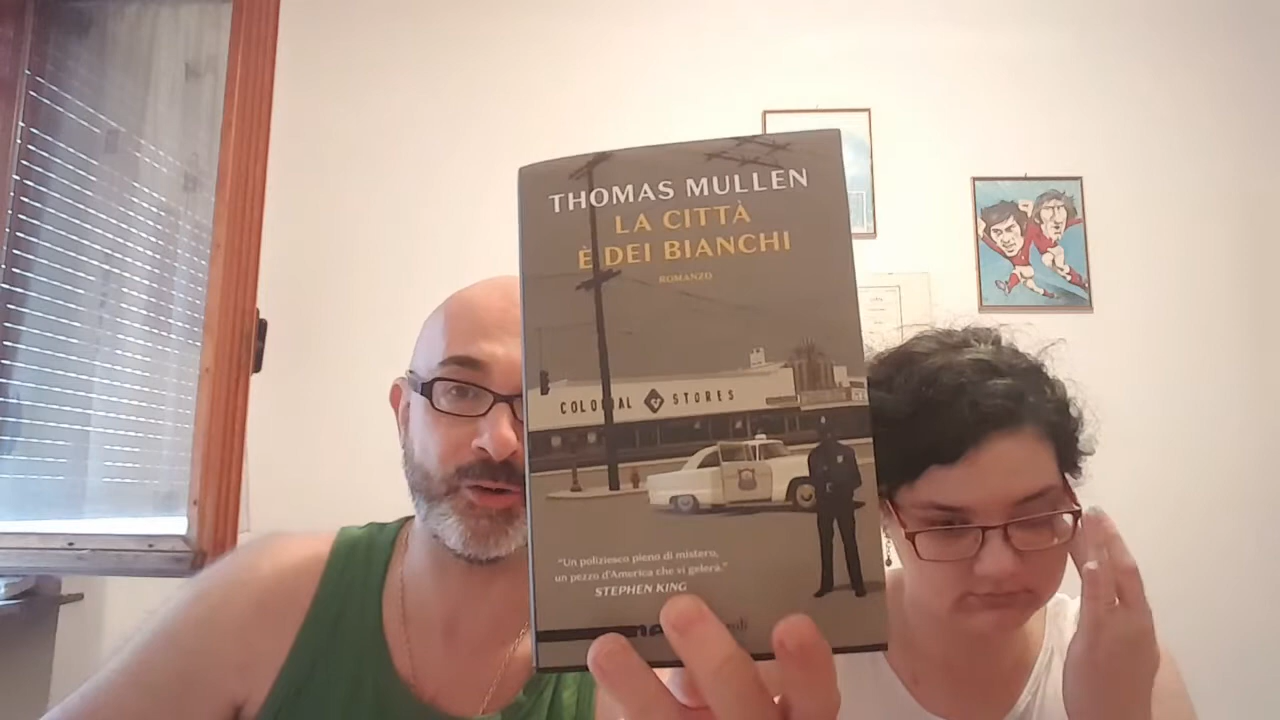 THOMAS MULLEN
LA CITTÀ
È DEI BIANCHI
ROMANZO
COLONIAL STORES
"Un poliziesco pieno di mistero,
un pezzo d'America che vi gelerà."
STEPHEN KING